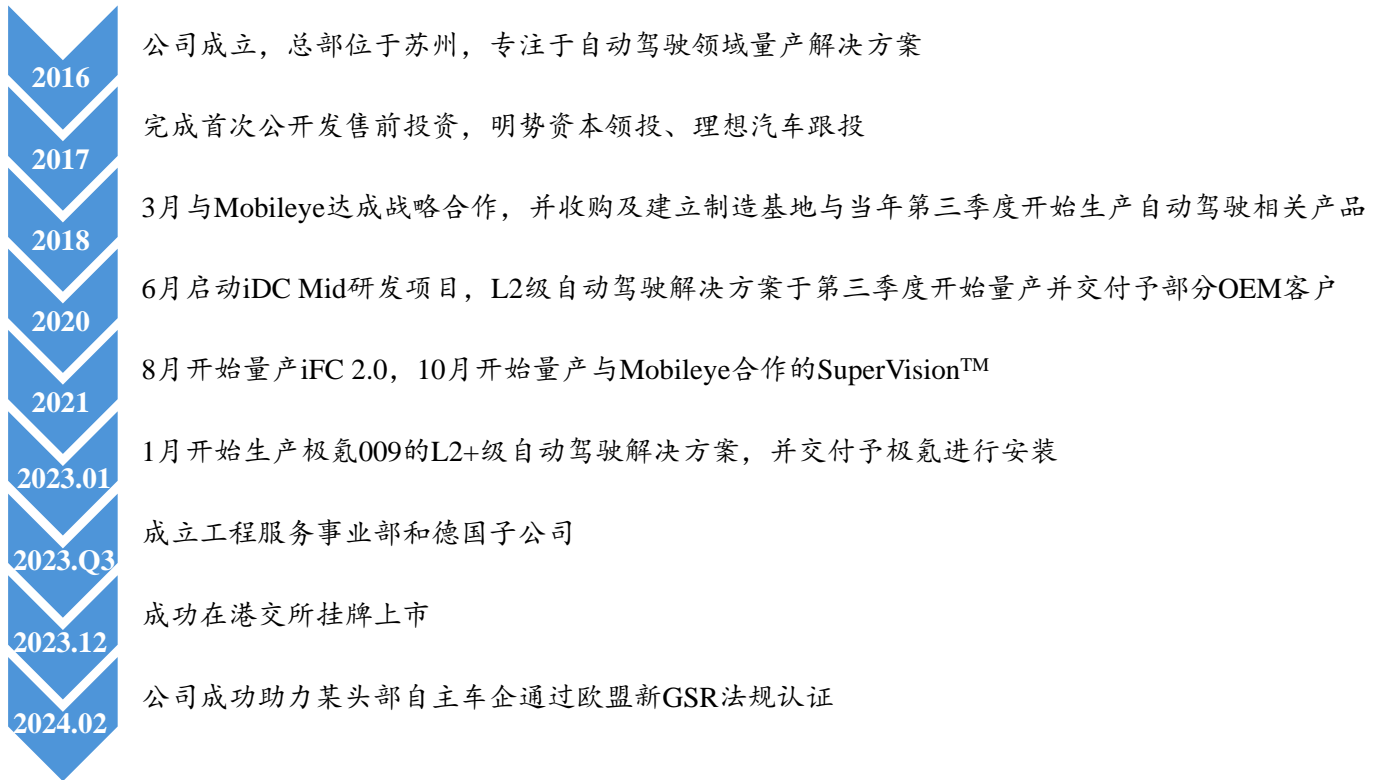 公司成立，总部位于苏州，专注于自动驾驶领域量产解决方案
2016
完成首次公开发售前投资，明势资本领投、理想汽车跟投
2017
3月与Mobileye达成战略合作，并收购及建立制造基地与当年第三季度开始生产自动驾驶相关产品
2018
6月启动iDC Mid研发项目，L2级自动驾驶解决方案于第三季度开始量产并交付予部分OEM客户
2020
8月开始量产iFC 2.0，10月开始量产与Mobileye合作的SuperVision™
2021
1月开始生产极氪009的L2+级自动驾驶解决方案，并交付予极氪进行安装
2023.01
成立工程服务事业部和德国子公司
2023.Q3
成功在港交所挂牌上市
2023.12
公司成功助力某头部自主车企通过欧盟新GSR法规认证
2024.02